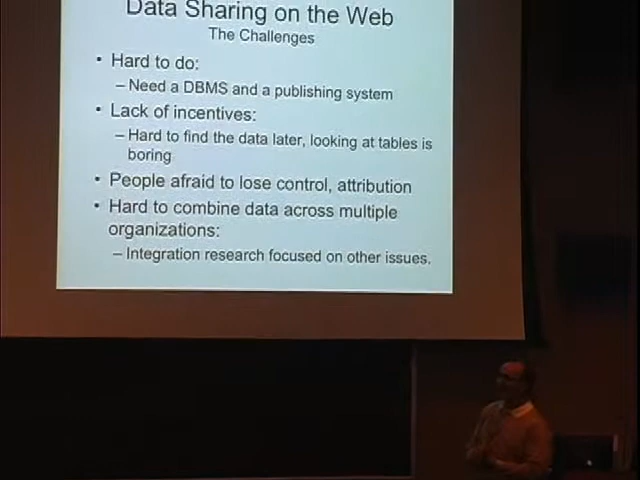 Data Sharing on the Web
The Challenges
• Hard to do:
– Need a DBMS and a publishing system
• Lack of incentives:
– Hard to find the data later, looking at tables is
boring
• People afraid to lose control, attribution
• Hard to combine data across multiple
organizations:
– Integration research focused on other issues.